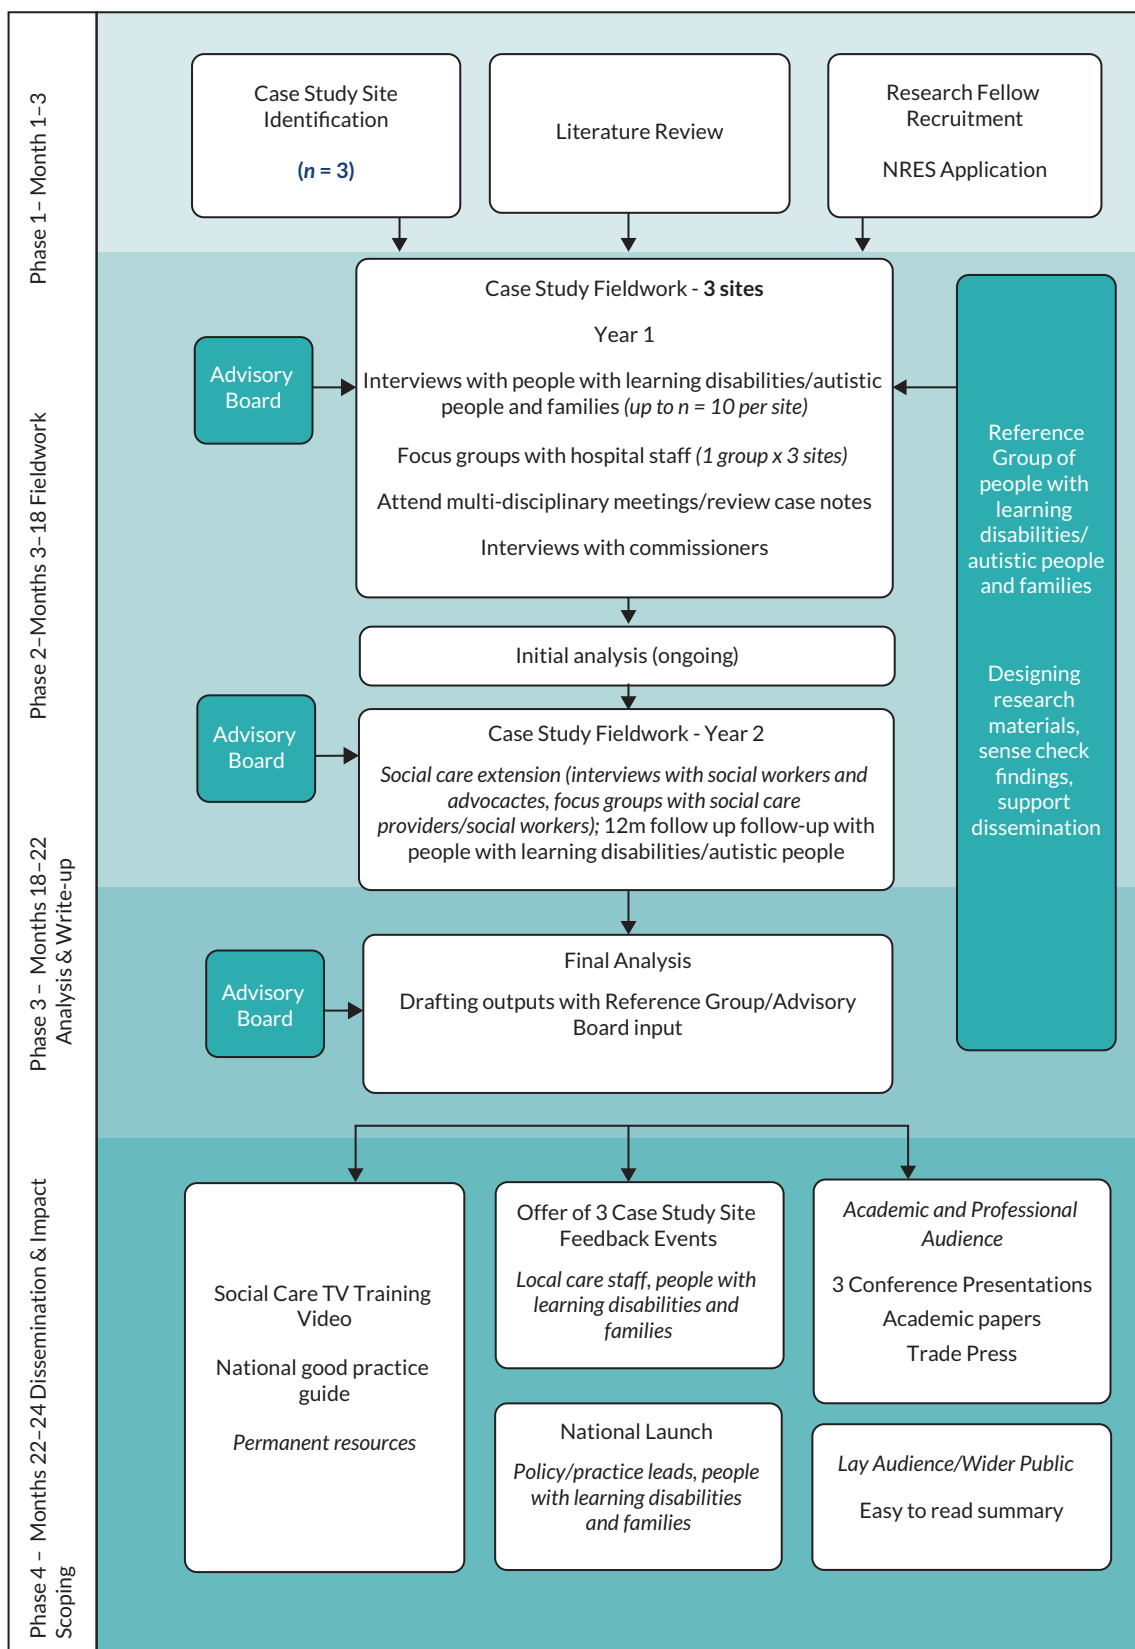 Phase 1 – Month 1–3
Case Study Site
Identification
(n = 3)
Literature Review
Research Fellow
Recruitment
NRES Application
Phase 2–Months 3–18 Fieldwork
Case Study Fieldwork - 3 sites
Year 1
Interviews with people with learning disabilities/autistic
people and families (up to n = 10 per site)
Focus groups with hospital staff (1 group x 3 sites)
Attend multi-disciplinary meetings/review case notes
Interviews with commissioners
Advisory
Board
Reference
Group of
people with
learning
disabilities/
autistic people
and families
Designing
research
materials,
sense check
findings,
support
dissemination
Initial analysis (ongoing)
Advisory
Board
Case Study Fieldwork - Year 2
Social care extension (interviews with social workers and
advocactes, focus groups with social care
providers/social workers); 12m follow up follow-up with
people with learning disabilities/autistic people
Phase 3 – Months 18–22
Analysis & Write-up
Advisory
Board
Final Analysis
Drafting outputs with Reference Group/Advisory
Board input
Phase 4 – Months 22–24 Dissemination & Impact
Scoping
Social Care TV Training
Video
National good practice
guide
Permanent resources
Offer of 3 Case Study Site
Feedback Events
Local care staff, people with
learning disabilities and
families
National Launch
Policy/practice leads, people
with learning disabilities
and families
Academic and Professional
Audience
3 Conference Presentations
Academic papers
Trade Press
Lay Audience/Wider Public
Easy to read summary